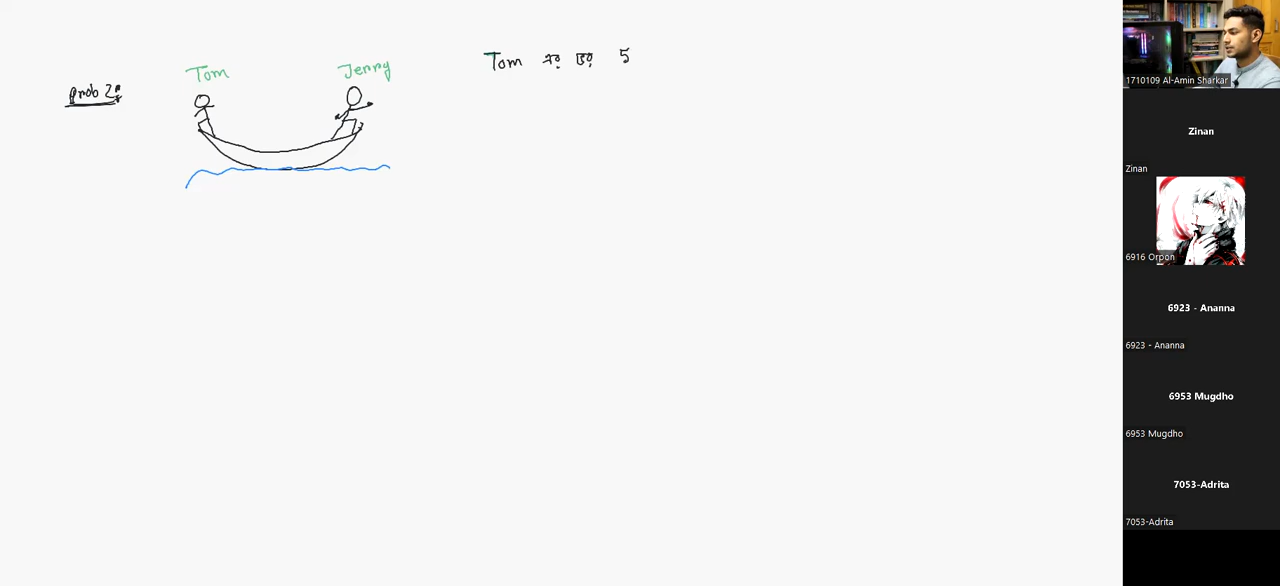 Tom Jenny
Tom এর ভর 5
prob 2:
1710109 Al-Amin Sharkar
Zinan
Zinan
6916 Orpon
6923 - Ananna
6923 - Ananna
6953 Mugdho
6953 Mugdho
7053-Adrita
7053-Adrita